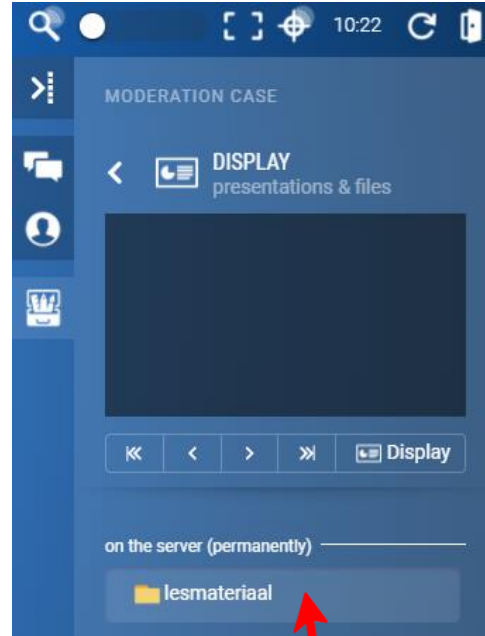 10:22
MODERATION CASE
DISPLAY
presentations & files
Display
on the server (permanently)
lesmateriaal